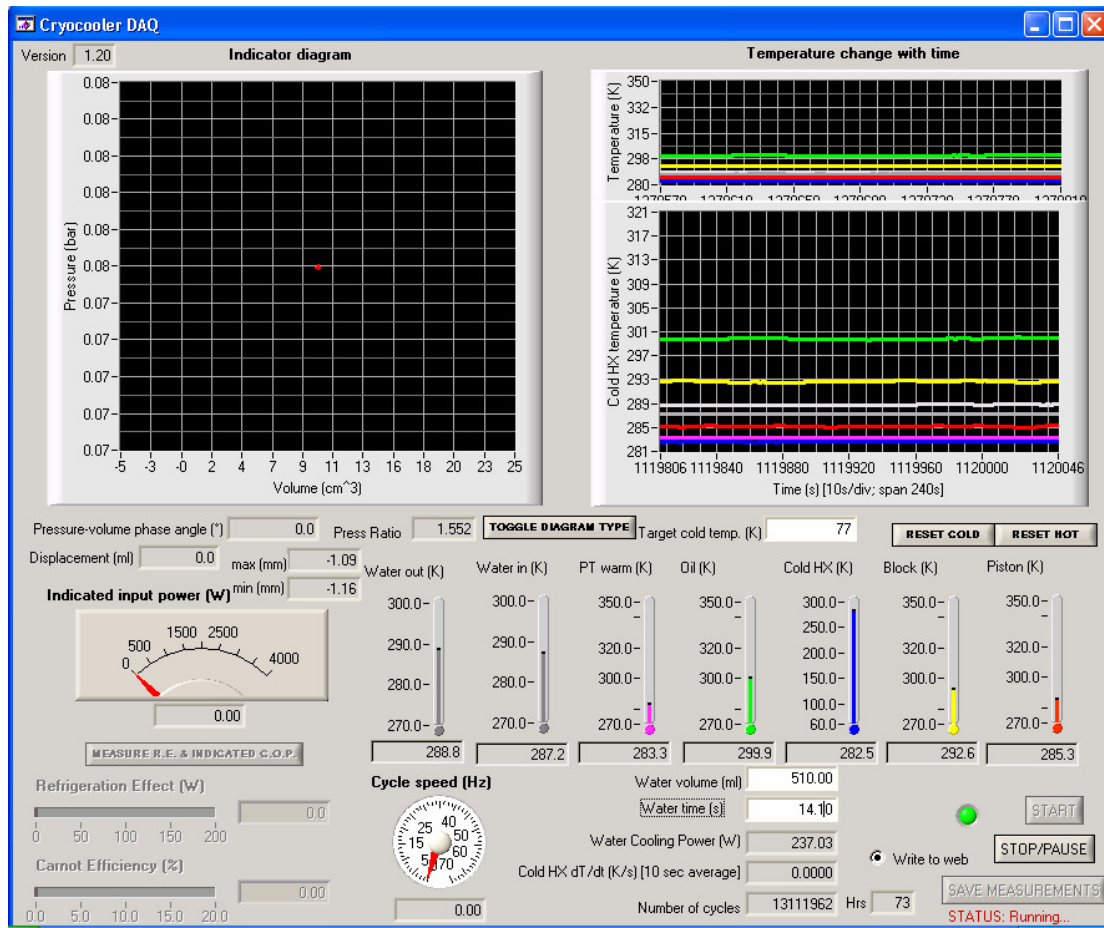 Cryocooler DAQ
Version 1.20
Indicator diagram
Temperature change with time
0.08
0.08
0.08
0.08
0.08
0.08
0.07
0.07
0.07
0.07
0.07
Pressure (bar)
-5 -3 -0 2 4 7 9 11 13 16 18 20 23 25
Volume (cm^3)
350
332
315
298
280
Temperature (K)
1279570 1279610 1279650 1279690 1279730 1279770 1279810
321
317
313
309
305
301
297
293
289
285
281
Cold HX temperature (K)
1119806 1119840 1119880 1119920 1119960 1120000 1120046
Time (s) [10s/div; span 240s]
Pressure-volume phase angle (°) 0.0 Press Ratio 1.552 TOGGLE DIAGRAM TYPE Target cold temp. (K) 77 RESET COLD RESET HOT
Displacement (ml) 0.0 max (mm) -1.09
min (mm) -1.16
Indicated input power (W)
0 500 1500 2500 4000
0.00
Water out (K) Water in (K) PT warm (K) Oil (K) Cold HX (K) Block (K) Piston (K)
300.0 300.0 350.0 350.0 300.0 350.0 350.0
250.0
290.0 290.0 320.0 320.0 200.0 320.0 320.0
280.0 280.0 300.0 300.0 150.0 300.0 300.0
100.0
270.0 270.0 270.0 270.0 60.0 270.0 270.0
288.8 287.2 283.3 299.9 282.5 292.6 285.3
MEASURE R.E. & INDICATED C.O.P.
Refrigeration Effect (W)
0.0
0 50 100 150 200
Carnot Efficiency (%)
0.00
0.0 5.0 10.0 15.0 20.0
Cycle speed (Hz)
5 15 25 40 50 60 70
0.00
Water volume (ml) 510.00
Water time (s) 14.10
Water Cooling Power (W) 237.03
Cold HX dT/dt (K/s) [10 sec average] 0.0000
Number of cycles 13111962 Hrs 73
Write to web
START
STOP/PAUSE
SAVE MEASUREMENTS
STATUS: Running...